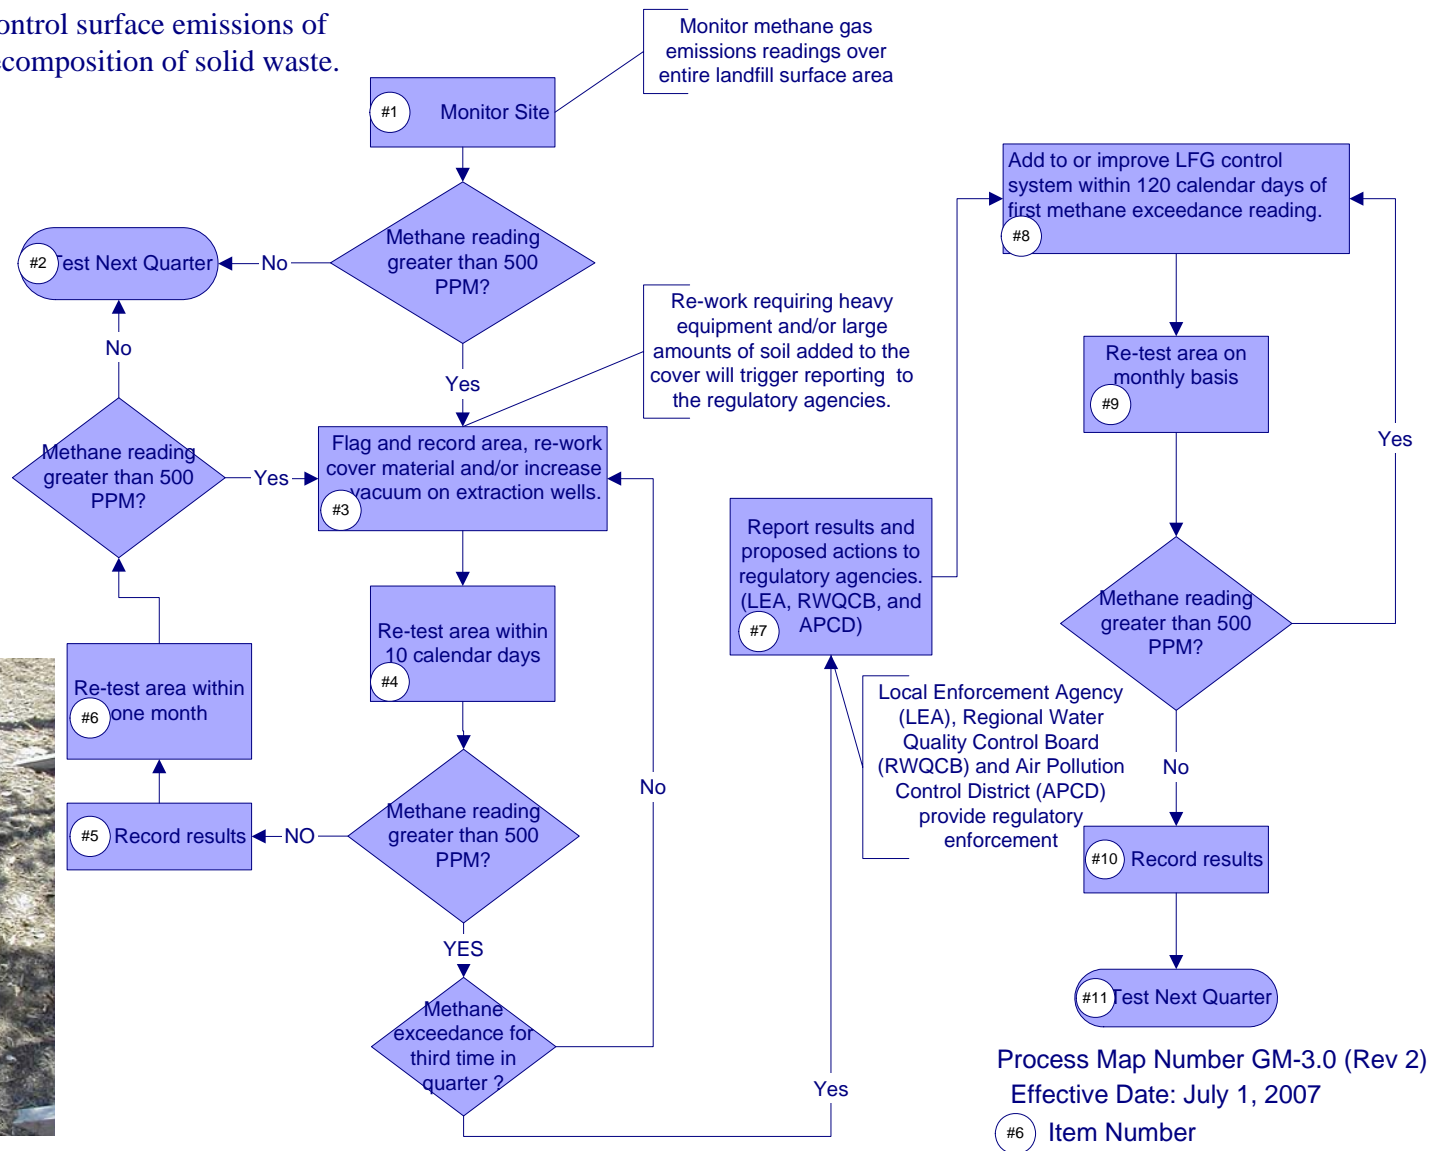 ontrol surface emissions of
ecomposition of solid waste.
Monitor methane gas
emissions readings over
entire landfill surface area
#1
Monitor Site
Methane reading
greater than 500
PPM?
No
#2
Test Next Quarter
Yes
Re-work requiring heavy
equipment and/or large
amounts of soil added to the
cover will trigger reporting to
the regulatory agencies.
No
Methane reading
greater than 500
PPM?
Yes
Flag and record area, re-work
cover material and/or increase
vacuum on extraction wells.
#3
Re-test area within
10 calendar days
#4
Re-test area within
one month
#6
#5
Record results
NO
Methane reading
greater than 500
PPM?
No
YES
Methane
exceedance for
third time in
quarter ?
Yes
Report results and
proposed actions to
regulatory agencies.
(LEA, RWQCB, and
APCD)
#7
Local Enforcement Agency
(LEA), Regional Water
Quality Control Board
(RWQCB) and Air Pollution
Control District (APCD)
provide regulatory
enforcement
Add to or improve LFG control
system within 120 calendar days of
first methane exceedance reading.
#8
Re-test area on
monthly basis
#9
Yes
Methane reading
greater than 500
PPM?
No
#10
Record results
#11
Test Next Quarter
Process Map Number GM-3.0 (Rev 2)
Effective Date: July 1, 2007
#6
Item Number